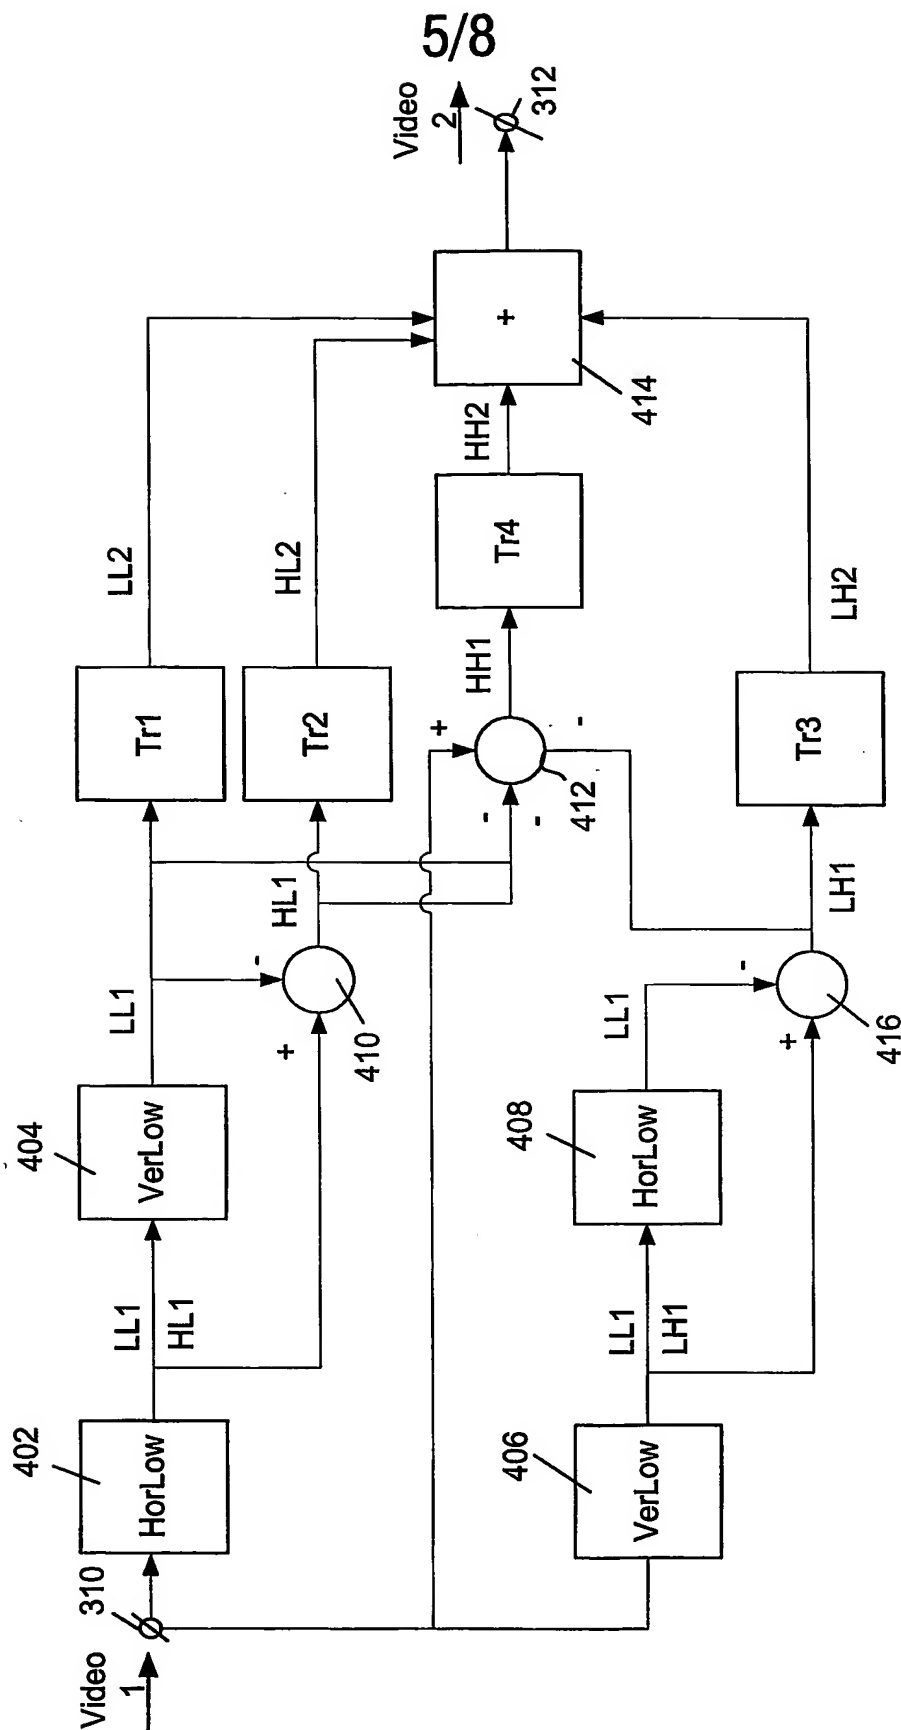 5/8
Video
1
310
402
HorLow
LL1
HL1
404
VerLow
LL1
-
+
410
HL1
Tr1
LL2
Tr2
HL2
+
-
-
-
412
HH1
Tr4
HH2
+
414
Video
2
312
406
VerLow
LL1
LH1
408
HorLow
LL1
-
+
416
LH1
Tr3
LH2